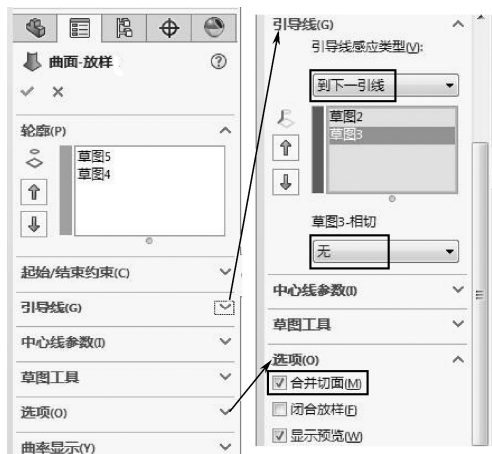 曲面-放样
轮廓(P)
草图5
草图4
起始/结束约束(C)
引导线(G)
中心线参数(I)
草图工具
选项(O)
曲率显示(Y)
引导线(G)
引导线感应类型(V):
到下一引线
草图2
草图3
草图3-相切
无
中心线参数(I)
草图工具
选项(O)
合并切面(M)
闭合放样(F)
显示预览(W)